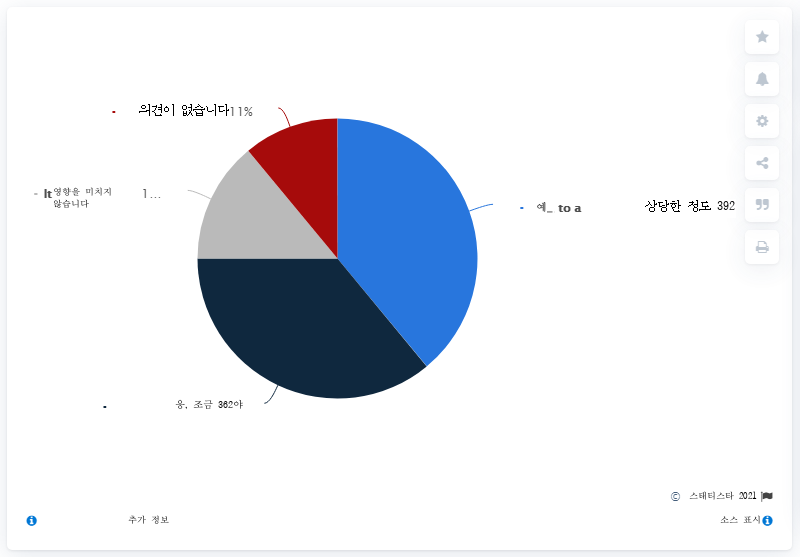 - 의견이 없습니다11%
- It영향을 미치지 1...
않습니다
- 예_ to a 상당한 정도 392
- 응, 조금 362야
© 스태티스타 2021
추가 정보
소스 표시